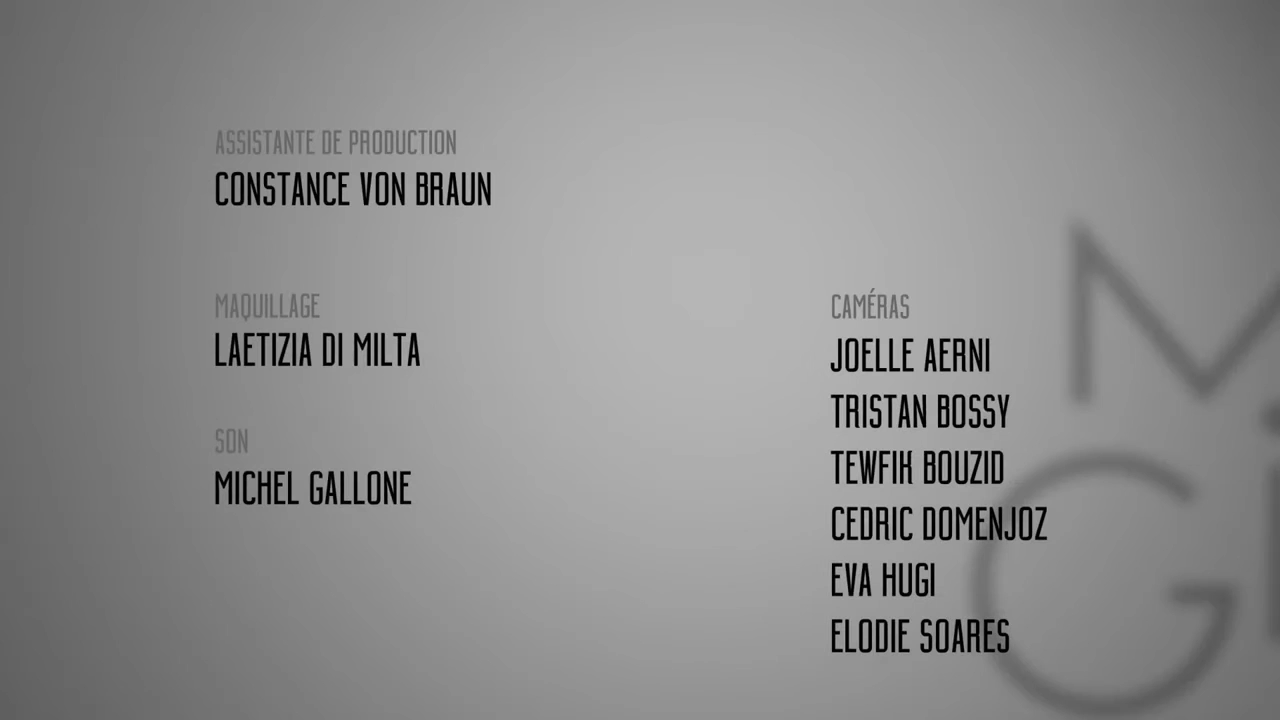 ASSISTANTE DE PRODUCTION
CONSTANCE VON BRAUN
MAQUILLAGE
LAETIZIA DI MILTA
SON
MICHEL GALLONE
CAMÉRAS
JOELLE AERNI
TRISTAN BOSSY
TEWFIK BOUZID
CEDRIC DOMENJOZ
EVA HUGI
ELODIE SOARES